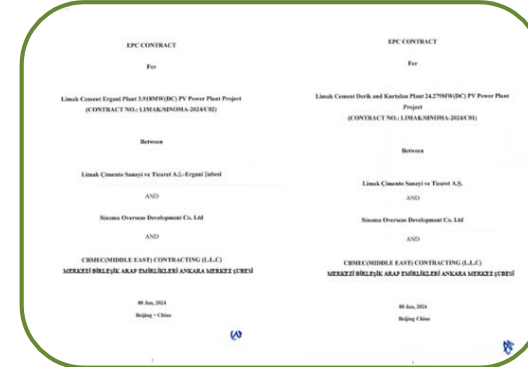 EPC CONTRACT
For
Limak Cement Ergani Plant 3.918MW(DC) PV Power Plant Project
(CONTRACT NO.: LIMAK/SINOMA-2024/C02)
Between
Limak Çimento Sanayi ve Ticaret A.Ş.-Ergani Şubesi
AND
Sinoma Overseas Development Co. Ltd
AND
CBMEC(MIDDLE EAST) CONTRACTING (L.L.C)
MERKEZİ BİRLEŞİK ARAP EMİRLİKLERİ ANKARA MERKEZ ŞUBESİ
08 Jan, 2024
Beijing - China
1
EPC CONTRACT
For
Limak Cement Derik and Kurtalan Plant 24.279MW(DC) PV Power Plant
Project
(CONTRACT NO.: LIMAK/SINOMA-2024/C01)
Between
Limak Çimento Sanayi ve Ticaret A.Ş.
AND
Sinoma Overseas Development Co. Ltd
AND
CBMEC(MIDDLE EAST) CONTRACTING (L.L.C)
MERKEZİ BİRLEŞİK ARAP EMİRLİKLERİ ANKARA MERKEZ ŞUBESİ
08 Jan, 2024
Beijing China
1